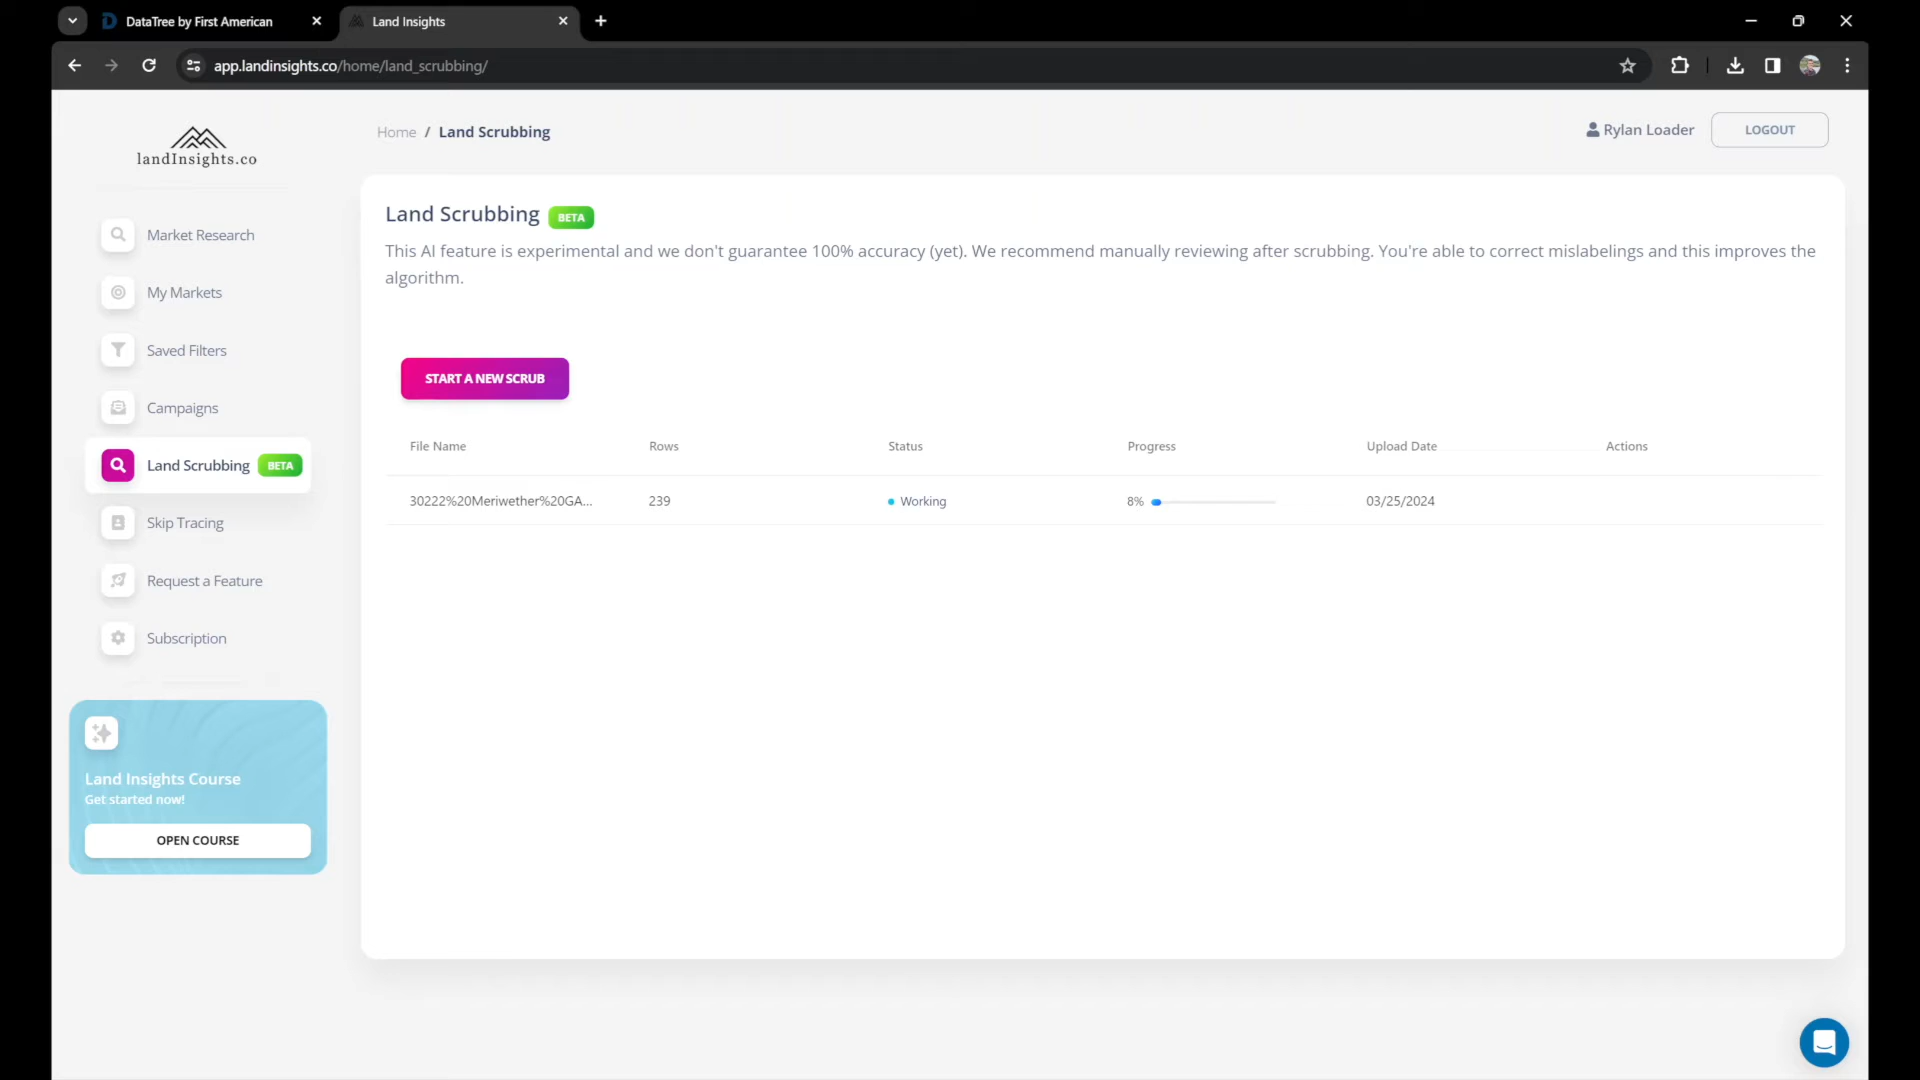 DataTree by First American
Land Insights
app.landinsights.co/home/land_scrubbing/
landInsights.co
Home / Land Scrubbing
Rylan Loader
LOGOUT
Market Research
My Markets
Saved Filters
Campaigns
Land Scrubbing BETA
Skip Tracing
Request a Feature
Subscription
Land Insights Course
Get started now!
OPEN COURSE
Land Scrubbing BETA
This AI feature is experimental and we don't guarantee 100% accuracy (yet). We recommend manually reviewing after scrubbing. You're able to correct mislabelings and this improves the
algorithm.
START A NEW SCRUB
File Name Rows Status Progress Upload Date Actions
30222%20Meriwether%20GA... 239 Working 8% 03/25/2024